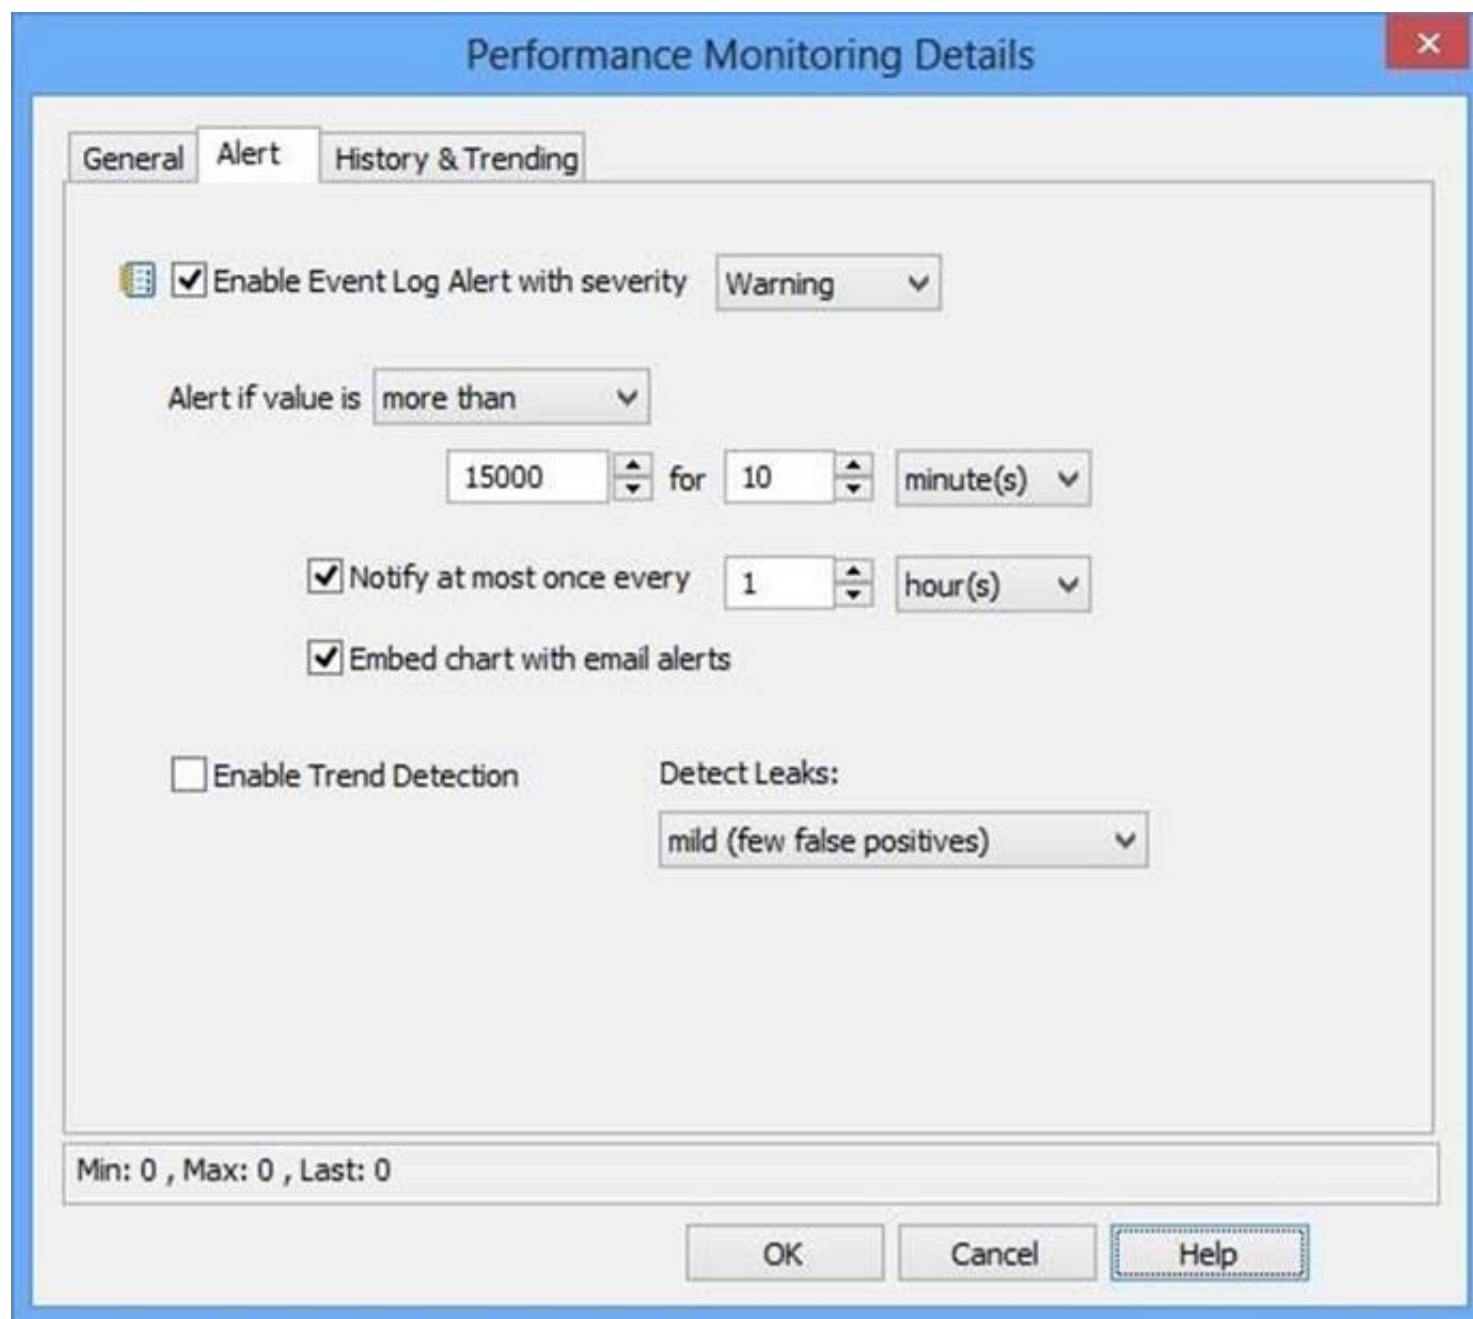 Performance Monitoring Details
General Alert History & Trending
Enable Event Log Alert with severity Warning
Alert if value is more than
15000 for 10 minute(s)
Notify at most once every 1 hour(s)
Embed chart with email alerts
Enable Trend Detection Detect Leaks:
mild (few false positives)
Min: 0 , Max: 0 , Last: 0
OK Cancel Help